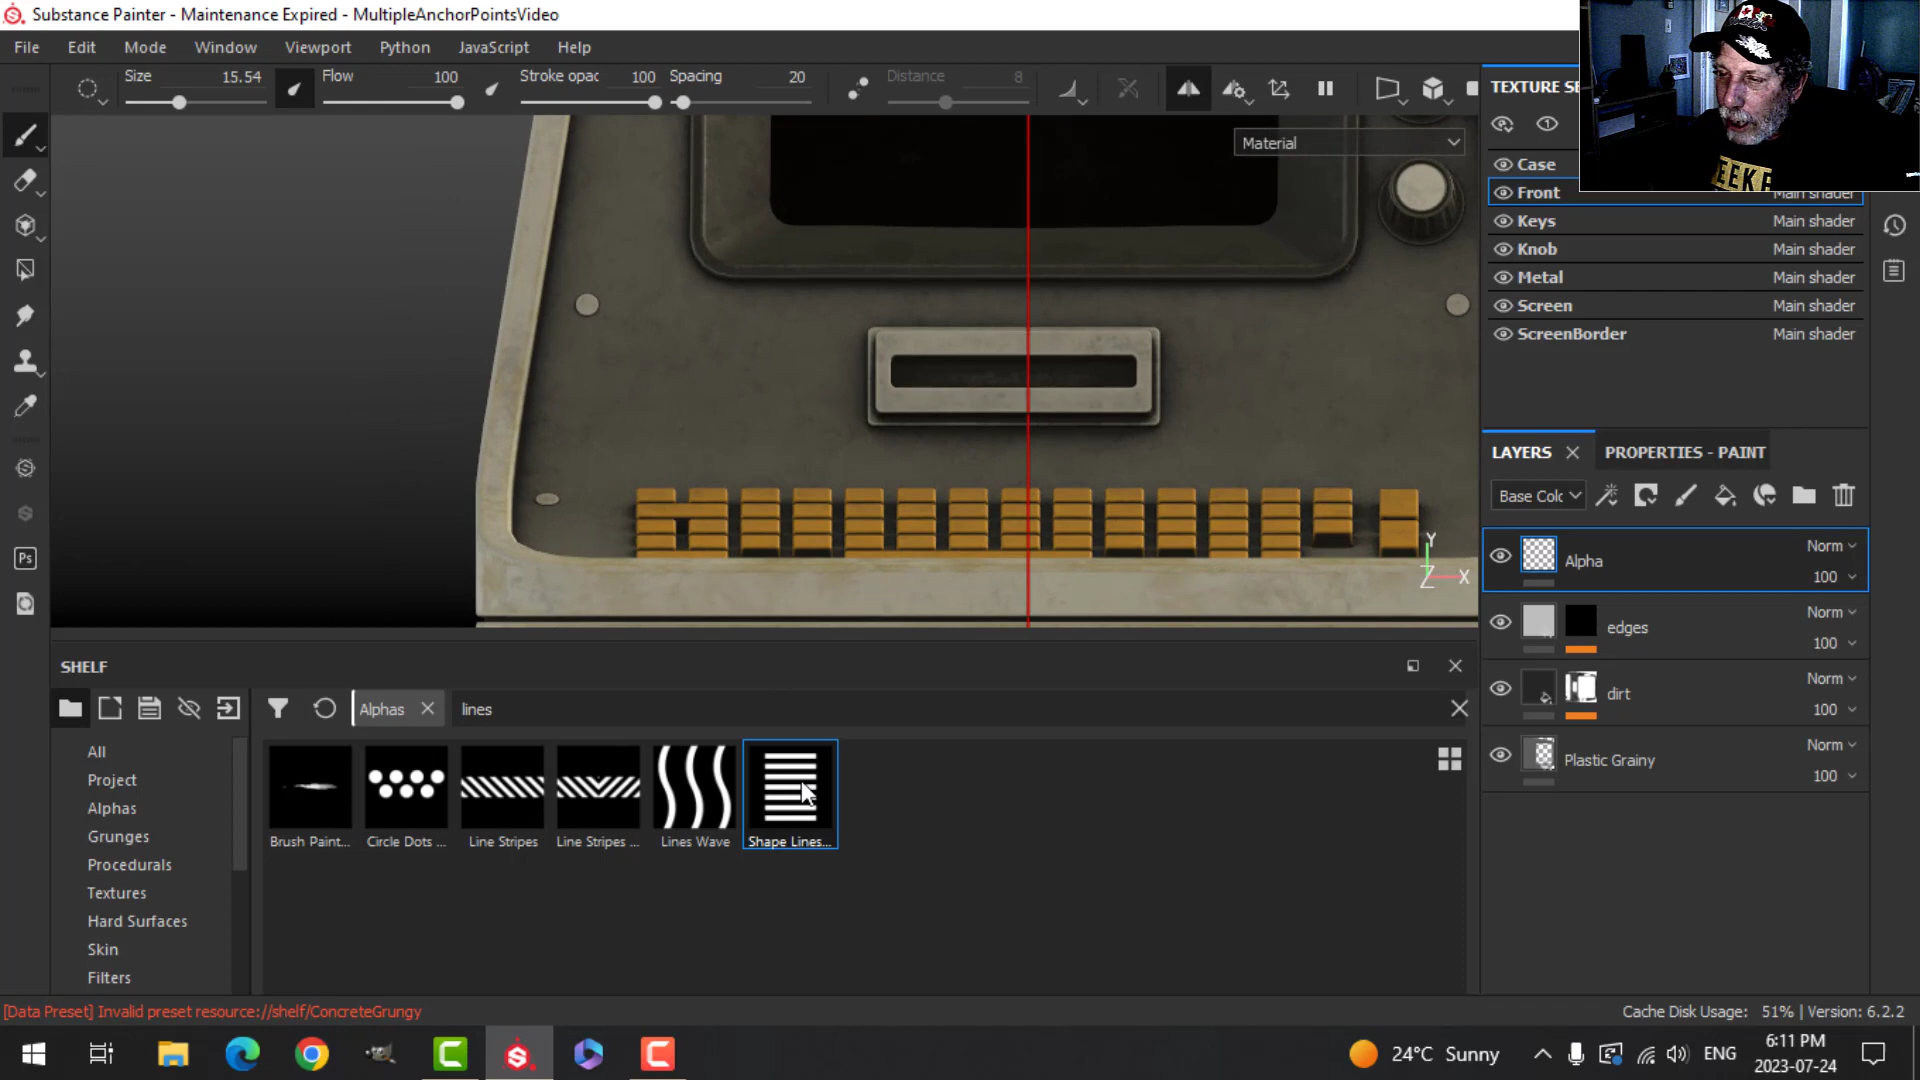 Substance Painter - Maintenance Expired - MultipleAnchorPointsVideo
File Edit Mode Window Viewport Python JavaScript Help
Size 15.54 Flow 100 Stroke opac 100 Spacing 20 Distance 8
TEXTURE SE
Material
Case
Front Main shader
Keys Main shader
Knob Main shader
Metal Main shader
Screen Main shader
ScreenBorder Main shader
LAYERS PROPERTIES - PAINT
Base Colc
Alpha Norm 100
edges Norm 100
dirt Norm 100
Plastic Grainy Norm 100
Y
Z X
SHELF
Alphas lines
All
Project
Alphas
Grunges
Procedurals
Textures
Hard Surfaces
Skin
Filters
Brush Paint... Circle Dots ... Line Stripes Line Stripes ... Lines Wave Shape Lines...
[Data Preset] Invalid preset resource://shelf/ConcreteGrungy
Cache Disk Usage: 51% | Version: 6.2.2
Ps
24°C Sunny ENG 6:11 PM
2023-07-24